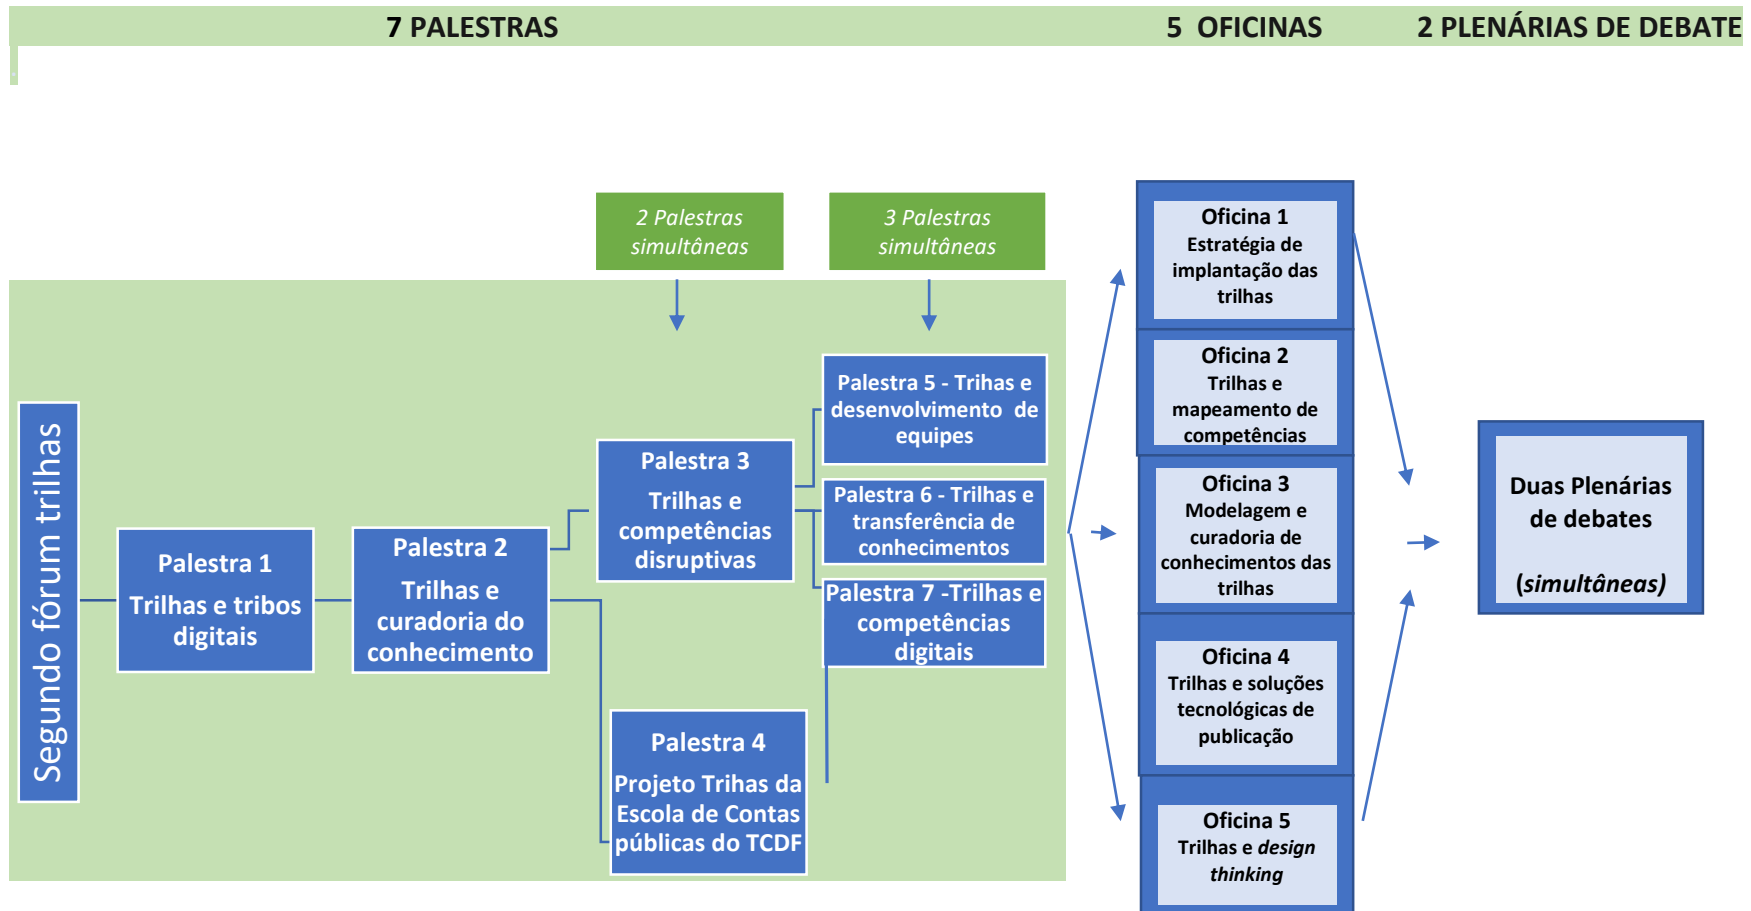 7 PALESTRAS
5 OFICINAS
2 PLENÁRIAS DE DEBATE
2 Palestras
simultâneas
3 Palestras
simultâneas
Segundo fórum trilhas
Palestra 1
Trilhas e tribos
digitais
Palestra 2
Trilhas e
curadoria do
conhecimento
Palestra 3
Trilhas e
competências
disruptivas
Palestra 4
Projeto Trihas da
Escola de Contas
públicas do TCDF
Palestra 5 - Trihas e
desenvolvimento de
equipes
Palestra 6 - Trilhas e
transferência de
conhecimentos
Palestra 7 -Trilhas e
competências
digitais
Oficina 1
Estratégia de
implantação das
trilhas
Oficina 2
Trilhas e
mapeamento de
competências
Oficina 3
Modelagem e
curadoria de
conhecimentos das
trilhas
Oficina 4
Trilhas e soluções
tecnológicas de
publicação
Oficina 5
Trilhas e design
thinking
Duas Plenárias
de debates
(simultâneas)